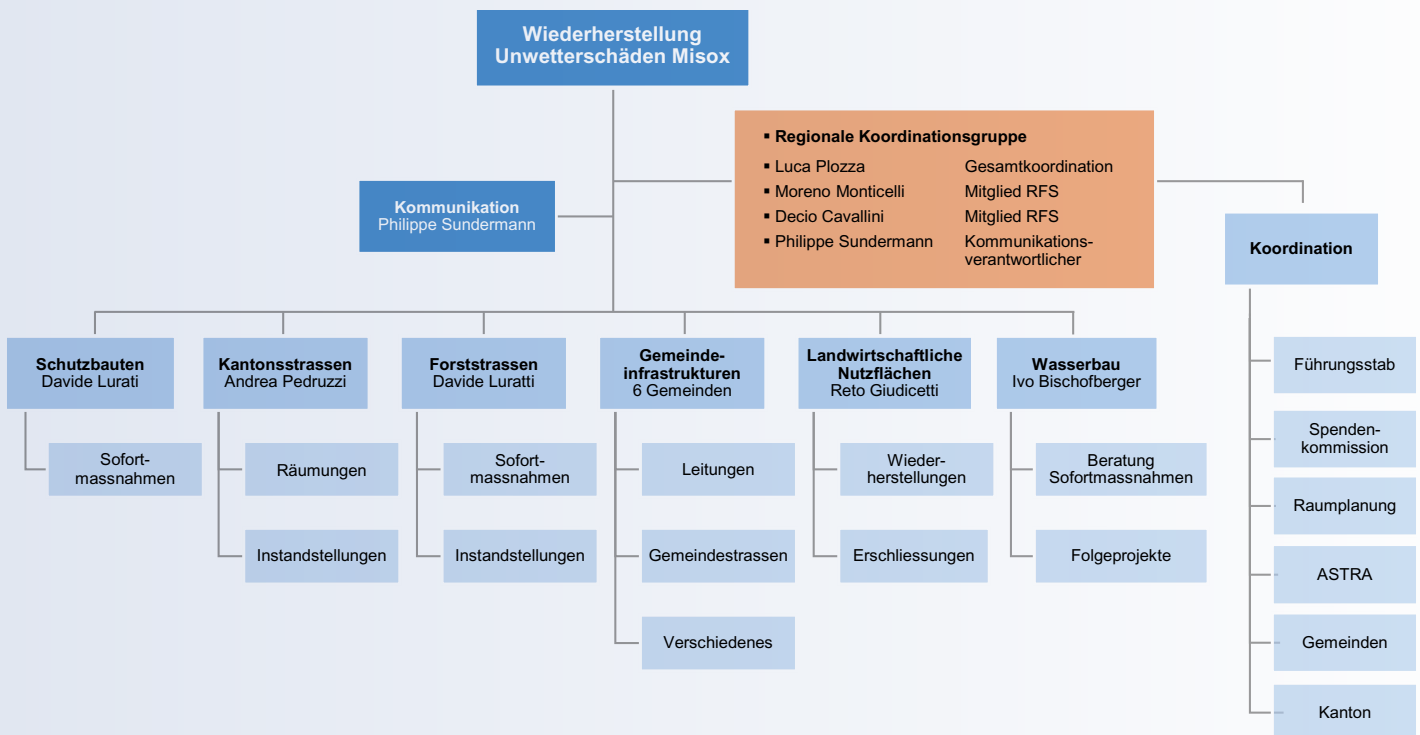 Wiederherstellung
Unwetterschäden Misox
▪ Regionale Koordinationsgruppe
▪ Luca Plozza Gesamtkoordination
▪ Moreno Monticelli Mitglied RFS
▪ Decio Cavallini Mitglied RFS
▪ Philippe Sundermann Kommunikations-
verantwortlicher
Kommunikation
Philippe Sundermann
Koordination
Führungsstab
Spenden-
kommission
Raumplanung
ASTRA
Gemeinden
Kanton
Schutzbauten
Davide Lurati
Sofort-
massnahmen
Kantonsstrassen
Andrea Pedruzzi
Räumungen
Instandstellungen
Forststrassen
Davide Luratti
Sofort-
massnahmen
Instandstellungen
Gemeinde-
infrastrukturen
6 Gemeinden
Leitungen
Gemeindestrassen
Verschiedenes
Landwirtschaftliche
Nutzflächen
Reto Giudicetti
Wieder-
herstellungen
Erschliessungen
Wasserbau
Ivo Bischofberger
Beratung
Sofortmassnahmen
Folgeprojekte